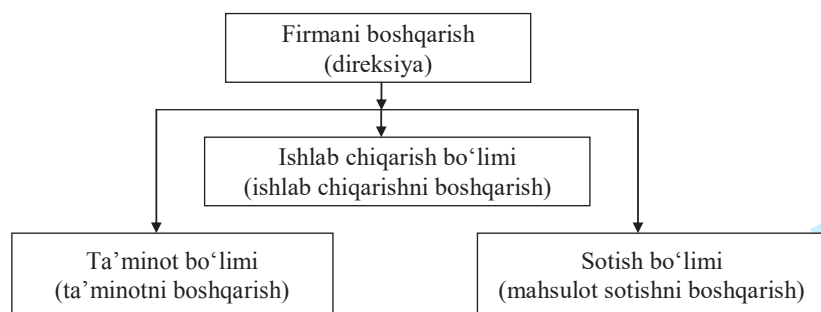 Firmani boshqarish
(direksiya)
Ishlab chiqarish bo‘limi
(ishlab chiqarishni boshqarish)
Ta’minot bo‘limi
(ta’minotni boshqarish)
Sotish bo‘limi
(mahsulot sotishni boshqarish)